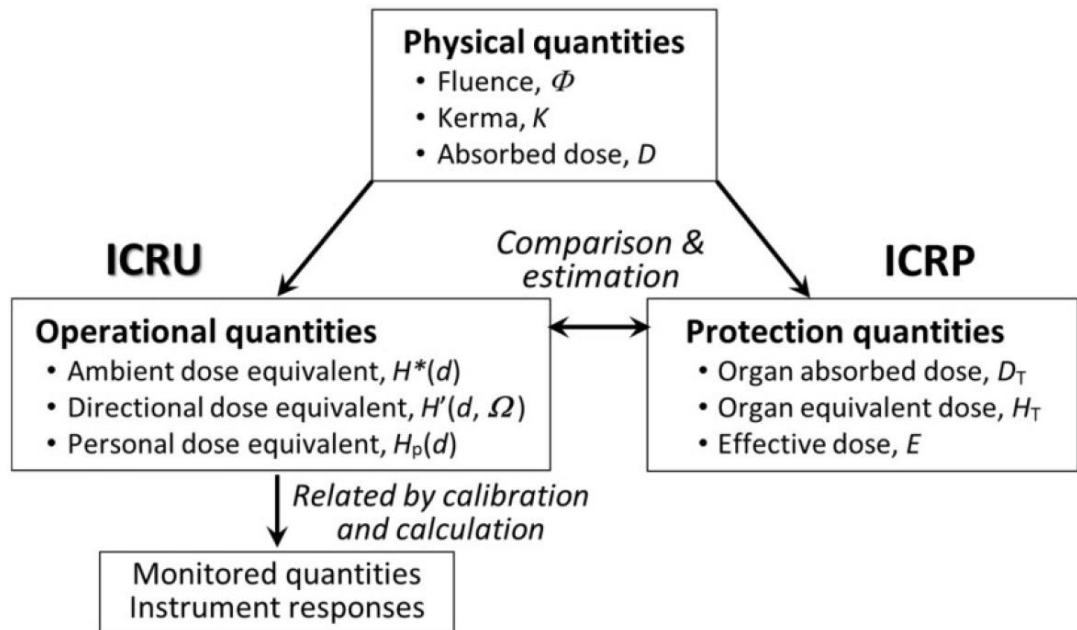 Physical quantities
• Fluence, Φ
• Kerma, K
• Absorbed dose, D
ICRU
Comparison &
estimation
ICRP
Operational quantities
• Ambient dose equivalent, H*(d)
• Directional dose equivalent, H'(d, Ω)
• Personal dose equivalent, Hp(d)
Protection quantities
• Organ absorbed dose, DT
• Organ equivalent dose, HT
• Effective dose, E
Related by calibration
and calculation
Monitored quantities
Instrument responses